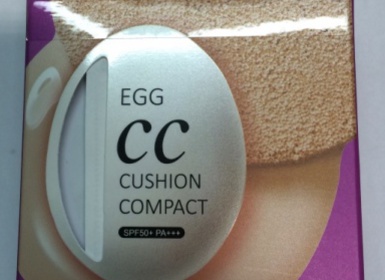 EGG
CC
CUSHION
COMPACT
SPF50+ PA+++